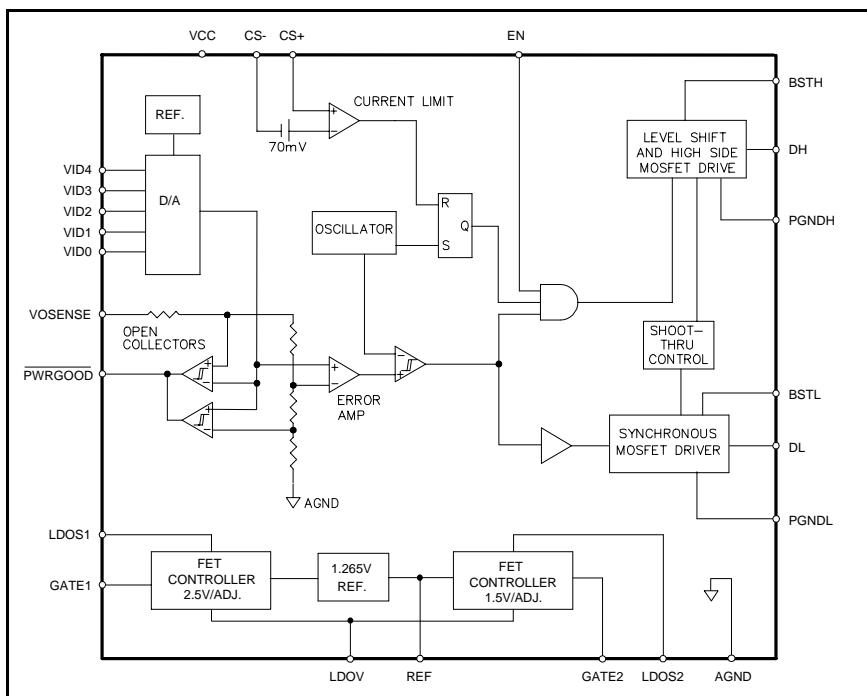 VCC CS- CS+ EN
BSTH
REF.
CURRENT LIMIT
70mV
LEVEL SHIFT
AND HIGH SIDE
MOSFET DRIVE
DH
VID4
VID3
VID2
VID1
VID0
D/A
R
Q
S
OSCILLATOR
PGNDH
VOSENSE
OPEN
COLLECTORS
+
-
+
-
+
-
+
-
-
+
PWRGOOD
ERROR
AMP
SHOOT-
THRU
CONTROL
BSTL
SYNCHRONOUS
MOSFET DRIVER
DL
AGND
PGNDL
LDOS1
GATE1
FET
CONTROLLER
2.5V/ADJ.
1.265V
REF.
FET
CONTROLLER
1.5V/ADJ.
LDOV REF GATE2 LDOS2 AGND